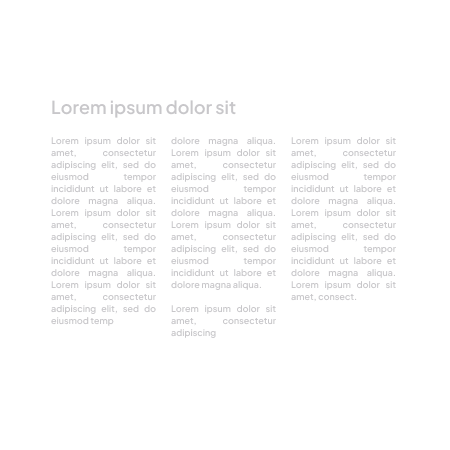 Lorem ipsum dolor sit
Lorem ipsum dolor sit
amet, consectetur
adipiscing elit, sed do
eiusmod tempor
incididunt ut labore et
dolore magna aliqua.
Lorem ipsum dolor sit
amet, consectetur
adipiscing elit, sed do
eiusmod tempor
incididunt ut labore et
dolore magna aliqua.
Lorem ipsum dolor sit
amet, consectetur
adipiscing elit, sed do
eiusmod temp
dolore magna aliqua.
Lorem ipsum dolor sit
amet, consectetur
adipiscing elit, sed do
eiusmod tempor
incididunt ut labore et
dolore magna aliqua.
Lorem ipsum dolor sit
amet, consectetur
adipiscing elit, sed do
eiusmod tempor
incididunt ut labore et
dolore magna aliqua.
Lorem ipsum dolor sit
amet, consectetur
adipiscing
Lorem ipsum dolor sit
amet, consectetur
adipiscing elit, sed do
eiusmod tempor
incididunt ut labore et
dolore magna aliqua.
Lorem ipsum dolor sit
amet, consectetur
adipiscing elit, sed do
eiusmod tempor
incididunt ut labore et
dolore magna aliqua.
Lorem ipsum dolor sit
amet, consect.